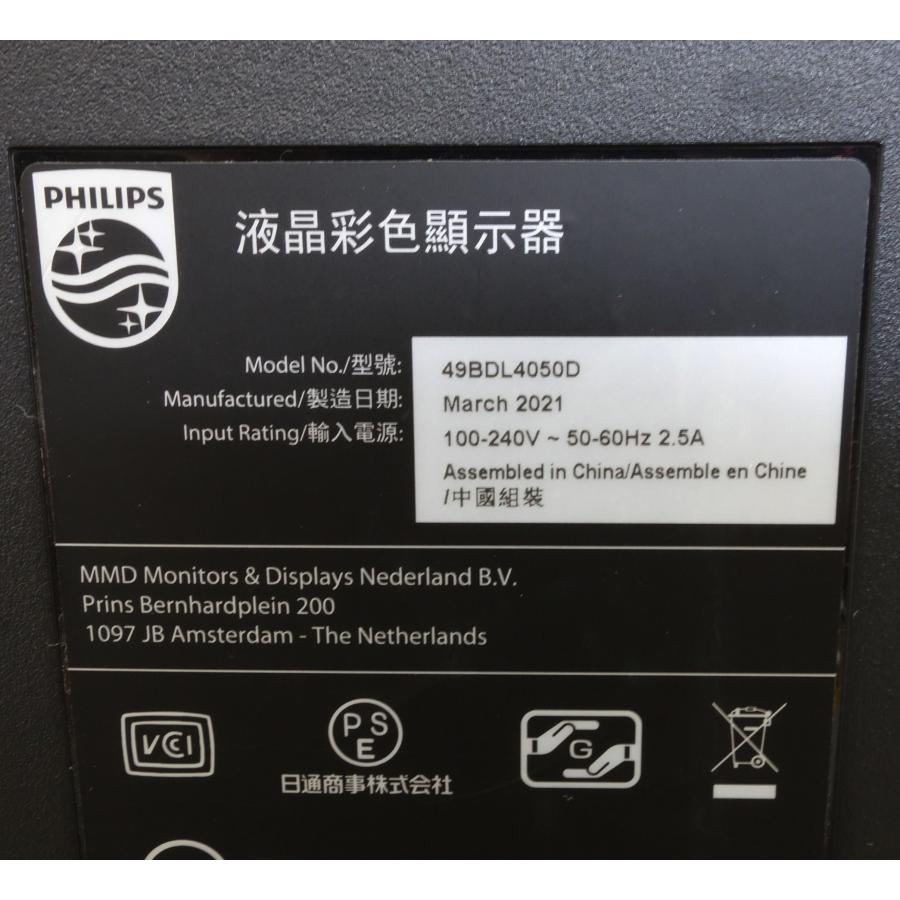 PHILIPS
液晶彩色顯示器
Model No./型號: 49BDL4050D
Manufactured/製造日期: March 2021
Input Rating/輸入電源: 100-240V ~ 50-60Hz 2.5A
Assembled in China/Assemble en Chine
/中國組裝
MMD Monitors & Displays Nederland B.V.
Prins Bernhardplein 200
1097 JB Amsterdam - The Netherlands
VCCI
PS
E
G
日通商事株式会社